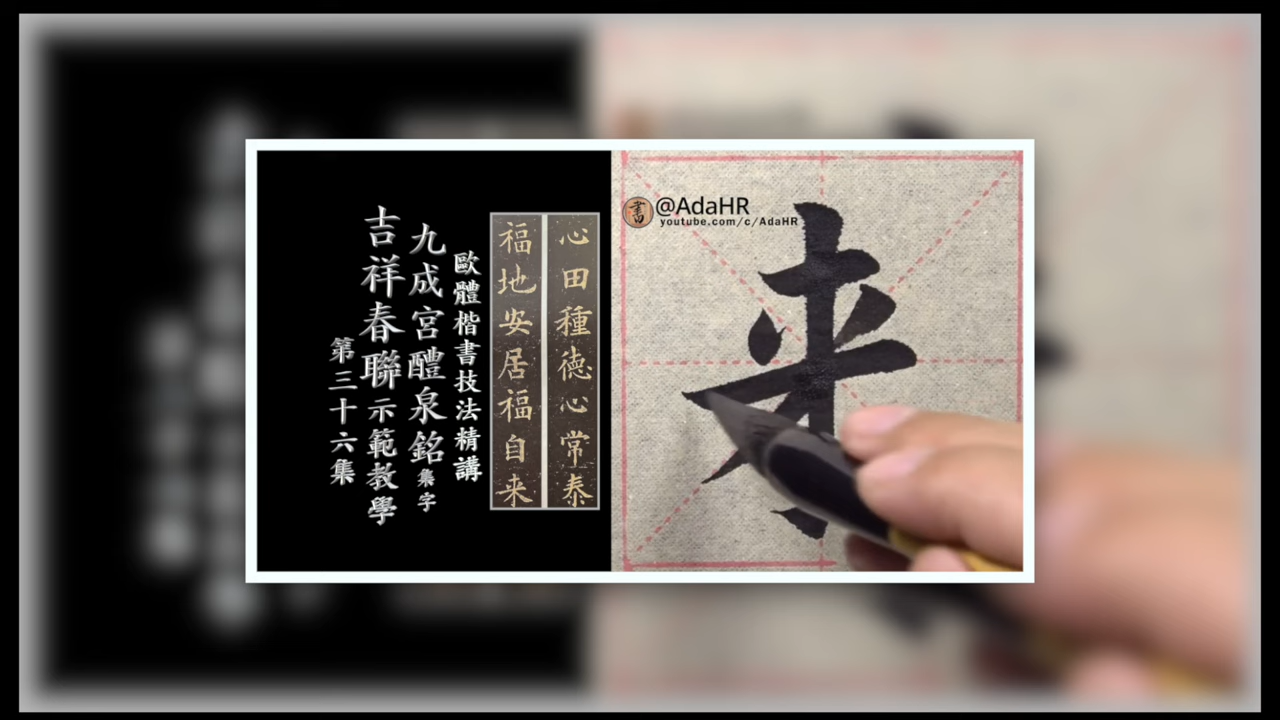 心田種德心常泰
福地安居福自来
歐體楷書技法精講
九成宮醴泉銘集字
吉祥春聯示範教學
第三十六集
書
@AdaHR
youtube.com/c/AdaHR
来